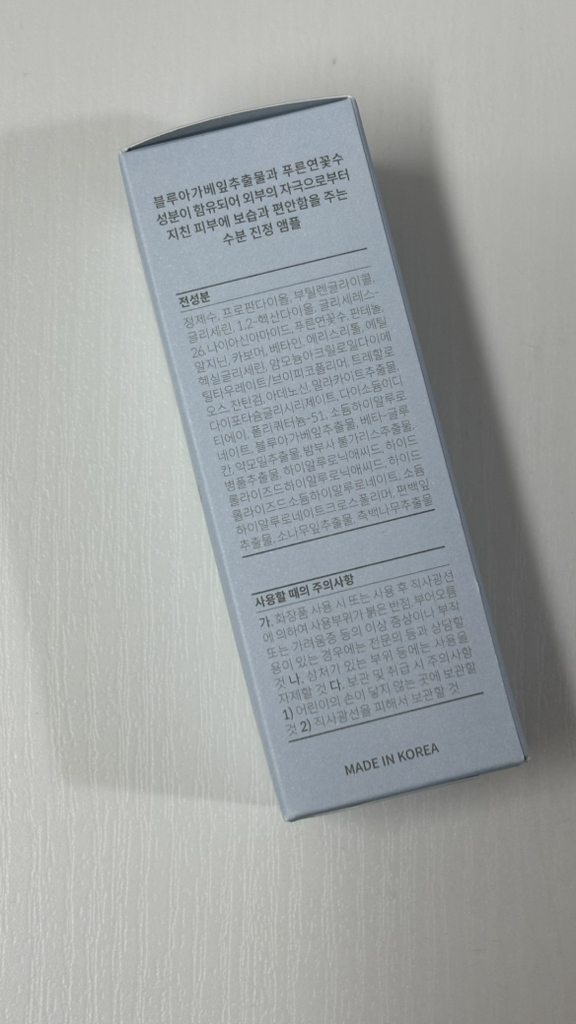 블루아가베잎추출물과 푸른연꽃수
성분이 함유되어 외부의 자극으로부터
지친 피부에 보습과 편안함을 주는
수분 진정 앰플
전성분
정제수, 프로판다이올, 부틸렌글라이콜,
글리세린, 1,2-헥산다이올, 글리세레스-
26, 나이아신아마이드, 푸른연꽃수, 판테놀,
알지닌, 카보머, 베타인, 에리스리톨, 에틸
헥실글리세린, 암모늄아크릴로일다이메
틸타우레이트/브이피코폴리머, 트레할로
오스, 잔탄검, 아데노신, 말라카이트추출물,
다이포타슘글리시리제이트, 다이소듐이디
티에이, 폴리쿼터늄-51, 소듐하이알루로
네이트, 블루아가베잎추출물, 베타-글루
칸, 약모밀추출물, 밤부사 불가리스추출물,
병풀추출물, 하이알루로닉애씨드, 하이드
롤라이즈드하이알루로닉애씨드, 하이드
롤라이즈드소듐하이알루로네이트, 소듐
하이알루로네이트크로스폴리머, 편백잎
추출물, 소나무잎추출물, 측백나무추출물
사용할 때의 주의사항
가. 화장품 사용 시 또는 사용 후 직사광선
에 의하여 사용부위가 붉은 반점, 부어오름
또는 가려움증 등의 이상 증상이나 부작
용이 있는 경우에는 전문의 등과 상담할
것 나. 상처가 있는 부위 등에는 사용을
자제할 것 다. 보관 및 취급 시 주의사항
1) 어린이의 손이 닿지 않는 곳에 보관할
것 2) 직사광선을 피해서 보관할 것
MADE IN KOREA